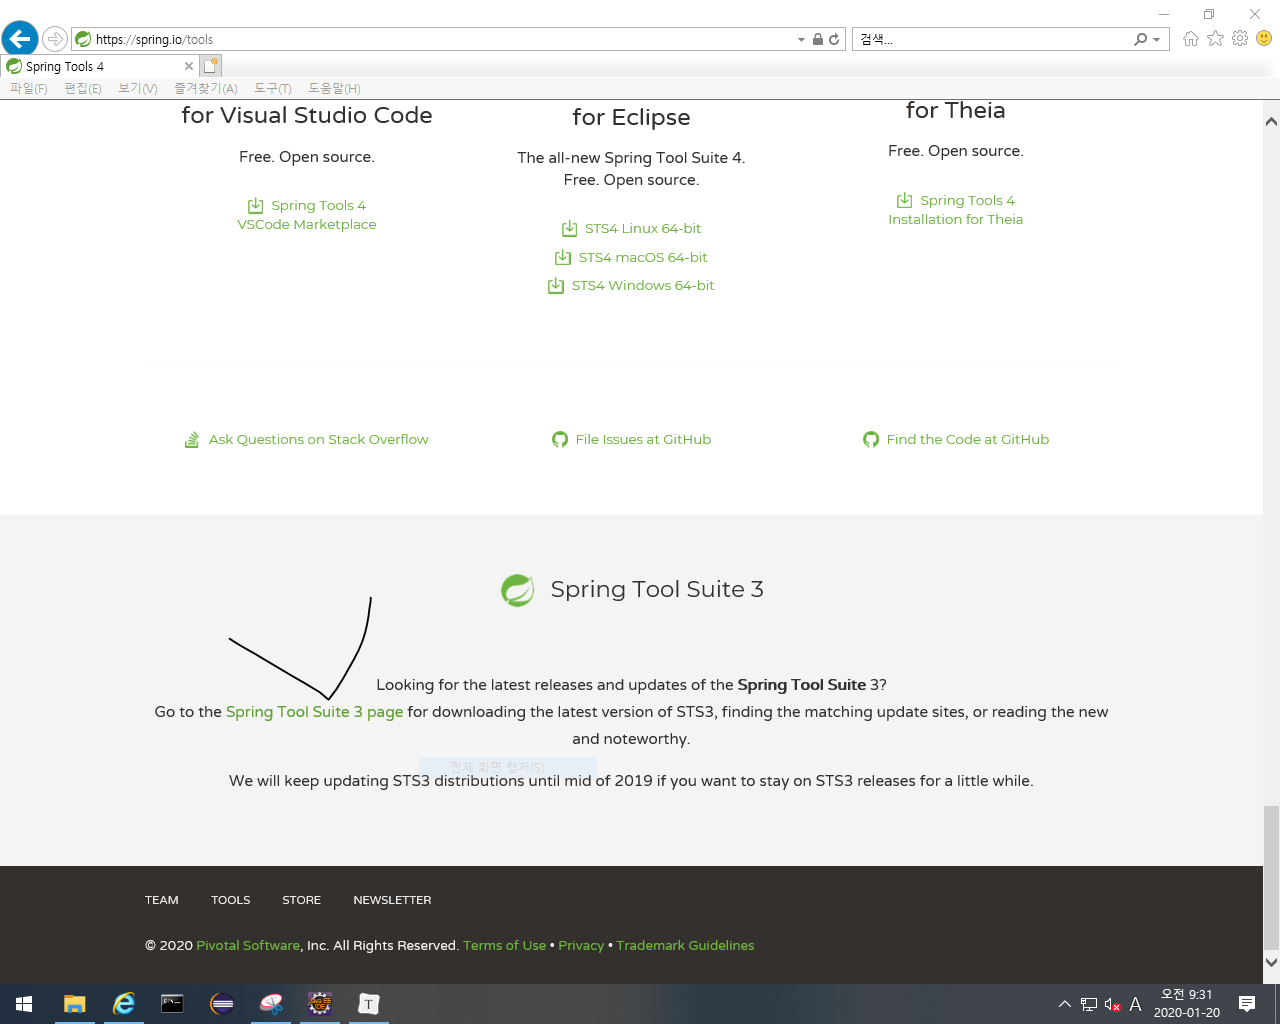 https://spring.io/tools
검색...
Spring Tools 4
파일(F) 편집(E) 보기(V) 즐겨찾기(A) 도구(T) 도움말(H)
for Visual Studio Code
Free. Open source.
Spring Tools 4
VSCode Marketplace
for Eclipse
The all-new Spring Tool Suite 4.
Free. Open source.
STS4 Linux 64-bit
STS4 macOS 64-bit
STS4 Windows 64-bit
for Theia
Free. Open source.
Spring Tools 4
Installation for Theia
Ask Questions on Stack Overflow
File Issues at GitHub
Find the Code at GitHub
Spring Tool Suite 3
Looking for the latest releases and updates of the Spring Tool Suite 3?
Go to the Spring Tool Suite 3 page for downloading the latest version of STS3, finding the matching update sites, or reading the new
and noteworthy.
전체 화면 캡처(S)
We will keep updating STS3 distributions until mid of 2019 if you want to stay on STS3 releases for a little while.
TEAM TOOLS STORE NEWSLETTER
© 2020 Pivotal Software, Inc. All Rights Reserved. Terms of Use • Privacy • Trademark Guidelines
Java EE
IDE
T
A
오전 9:31
2020-01-20